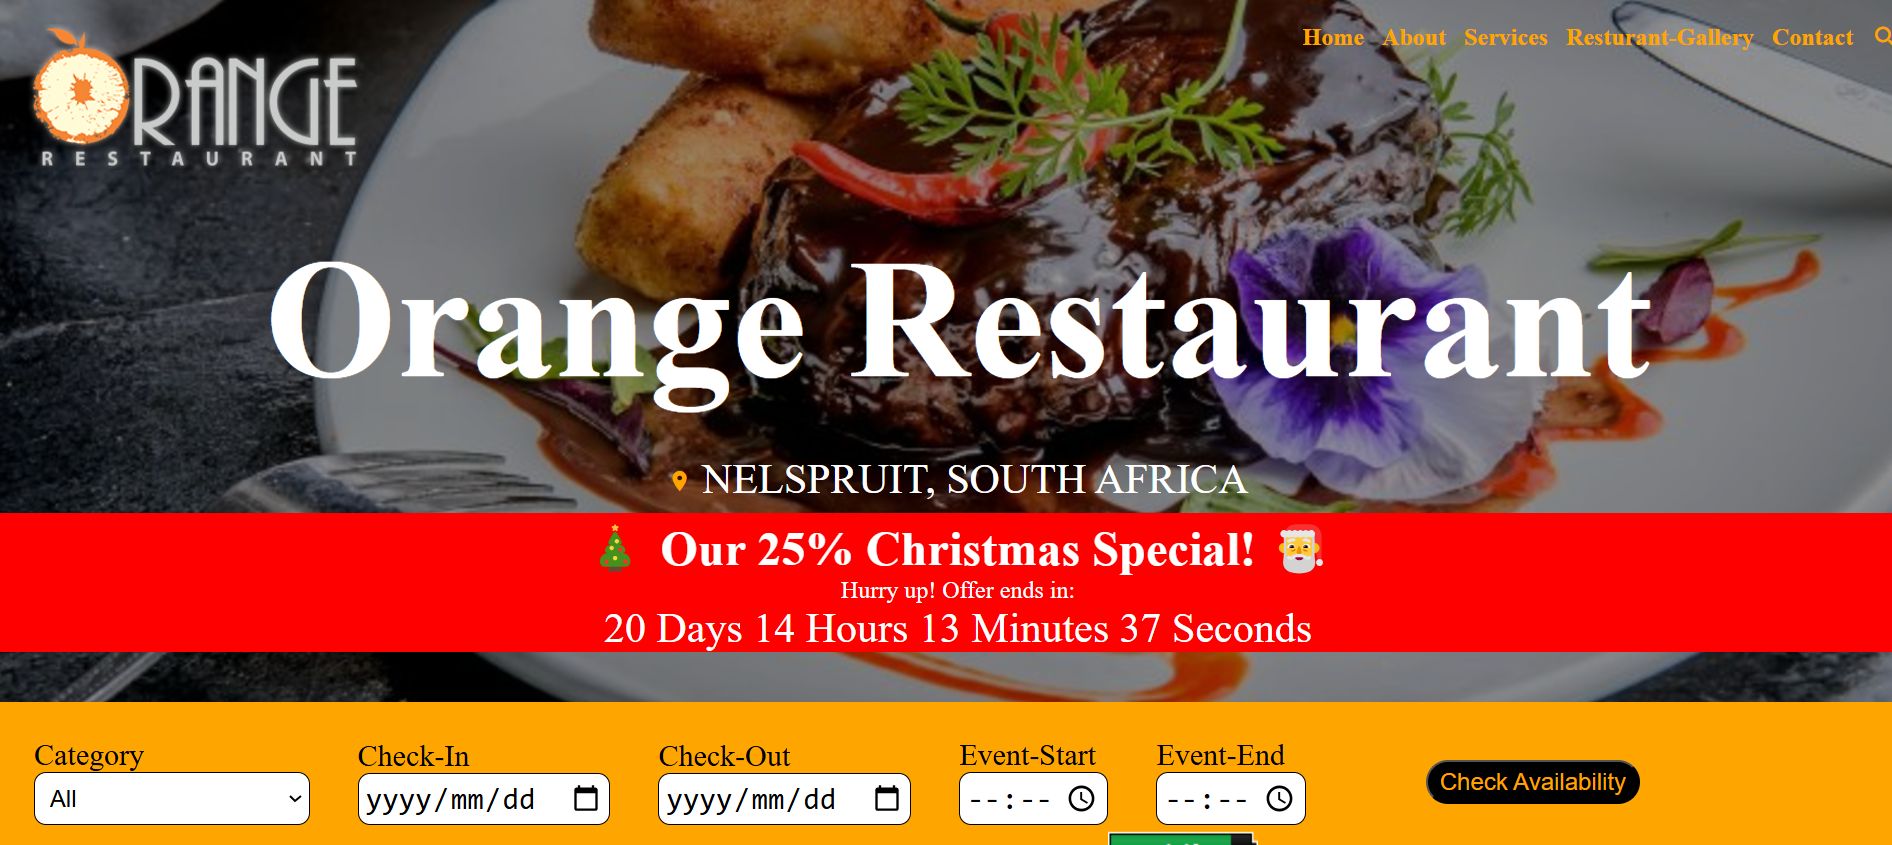 ORANGE
RESTAURANT
Home About Services Resturant-Gallery Contact
Orange Restaurant
NELSPRUIT, SOUTH AFRICA
Our 25% Christmas Special!
Hurry up! Offer ends in:
20 Days 14 Hours 13 Minutes 37 Seconds
Category Check-In Check-Out Event-Start Event-End
All yyyy/mm/dd yyyy/mm/dd --:-- --:-- Check Availability